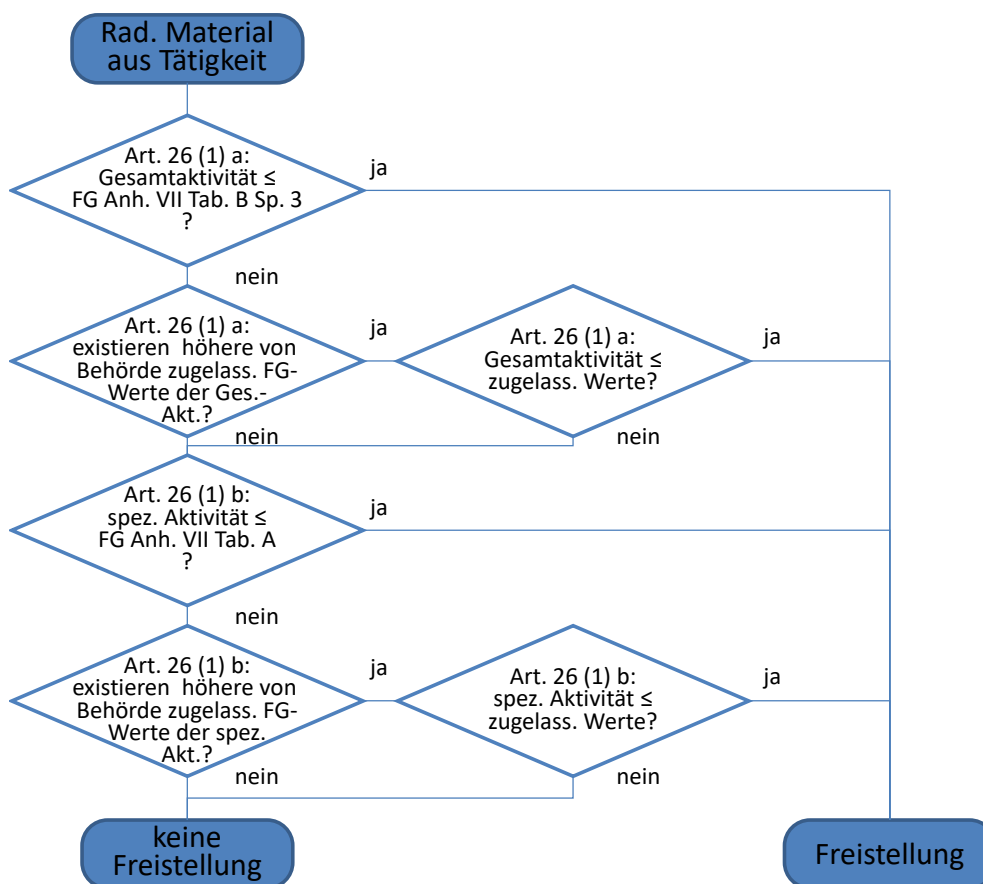 Rad. Material
aus Tätigkeit
Art. 26 (1) a:
Gesamtaktivität ≤
FG Anh. VII Tab. B Sp. 3
?
ja
nein
Art. 26 (1) a:
existieren höhere von
Behörde zugelass. FG-
Werte der Ges.-
Akt.?
ja
Art. 26 (1) a:
Gesamtaktivität ≤
zugelass. Werte?
ja
nein
nein
Art. 26 (1) b:
spez. Aktivität ≤
FG Anh. VII Tab. A
?
ja
nein
Art. 26 (1) b:
existieren höhere von
Behörde zugelass. FG-
Werte der spez.
Akt.?
ja
Art. 26 (1) b:
spez. Aktivität ≤
zugelass. Werte?
ja
nein
nein
keine
Freistellung
Freistellung